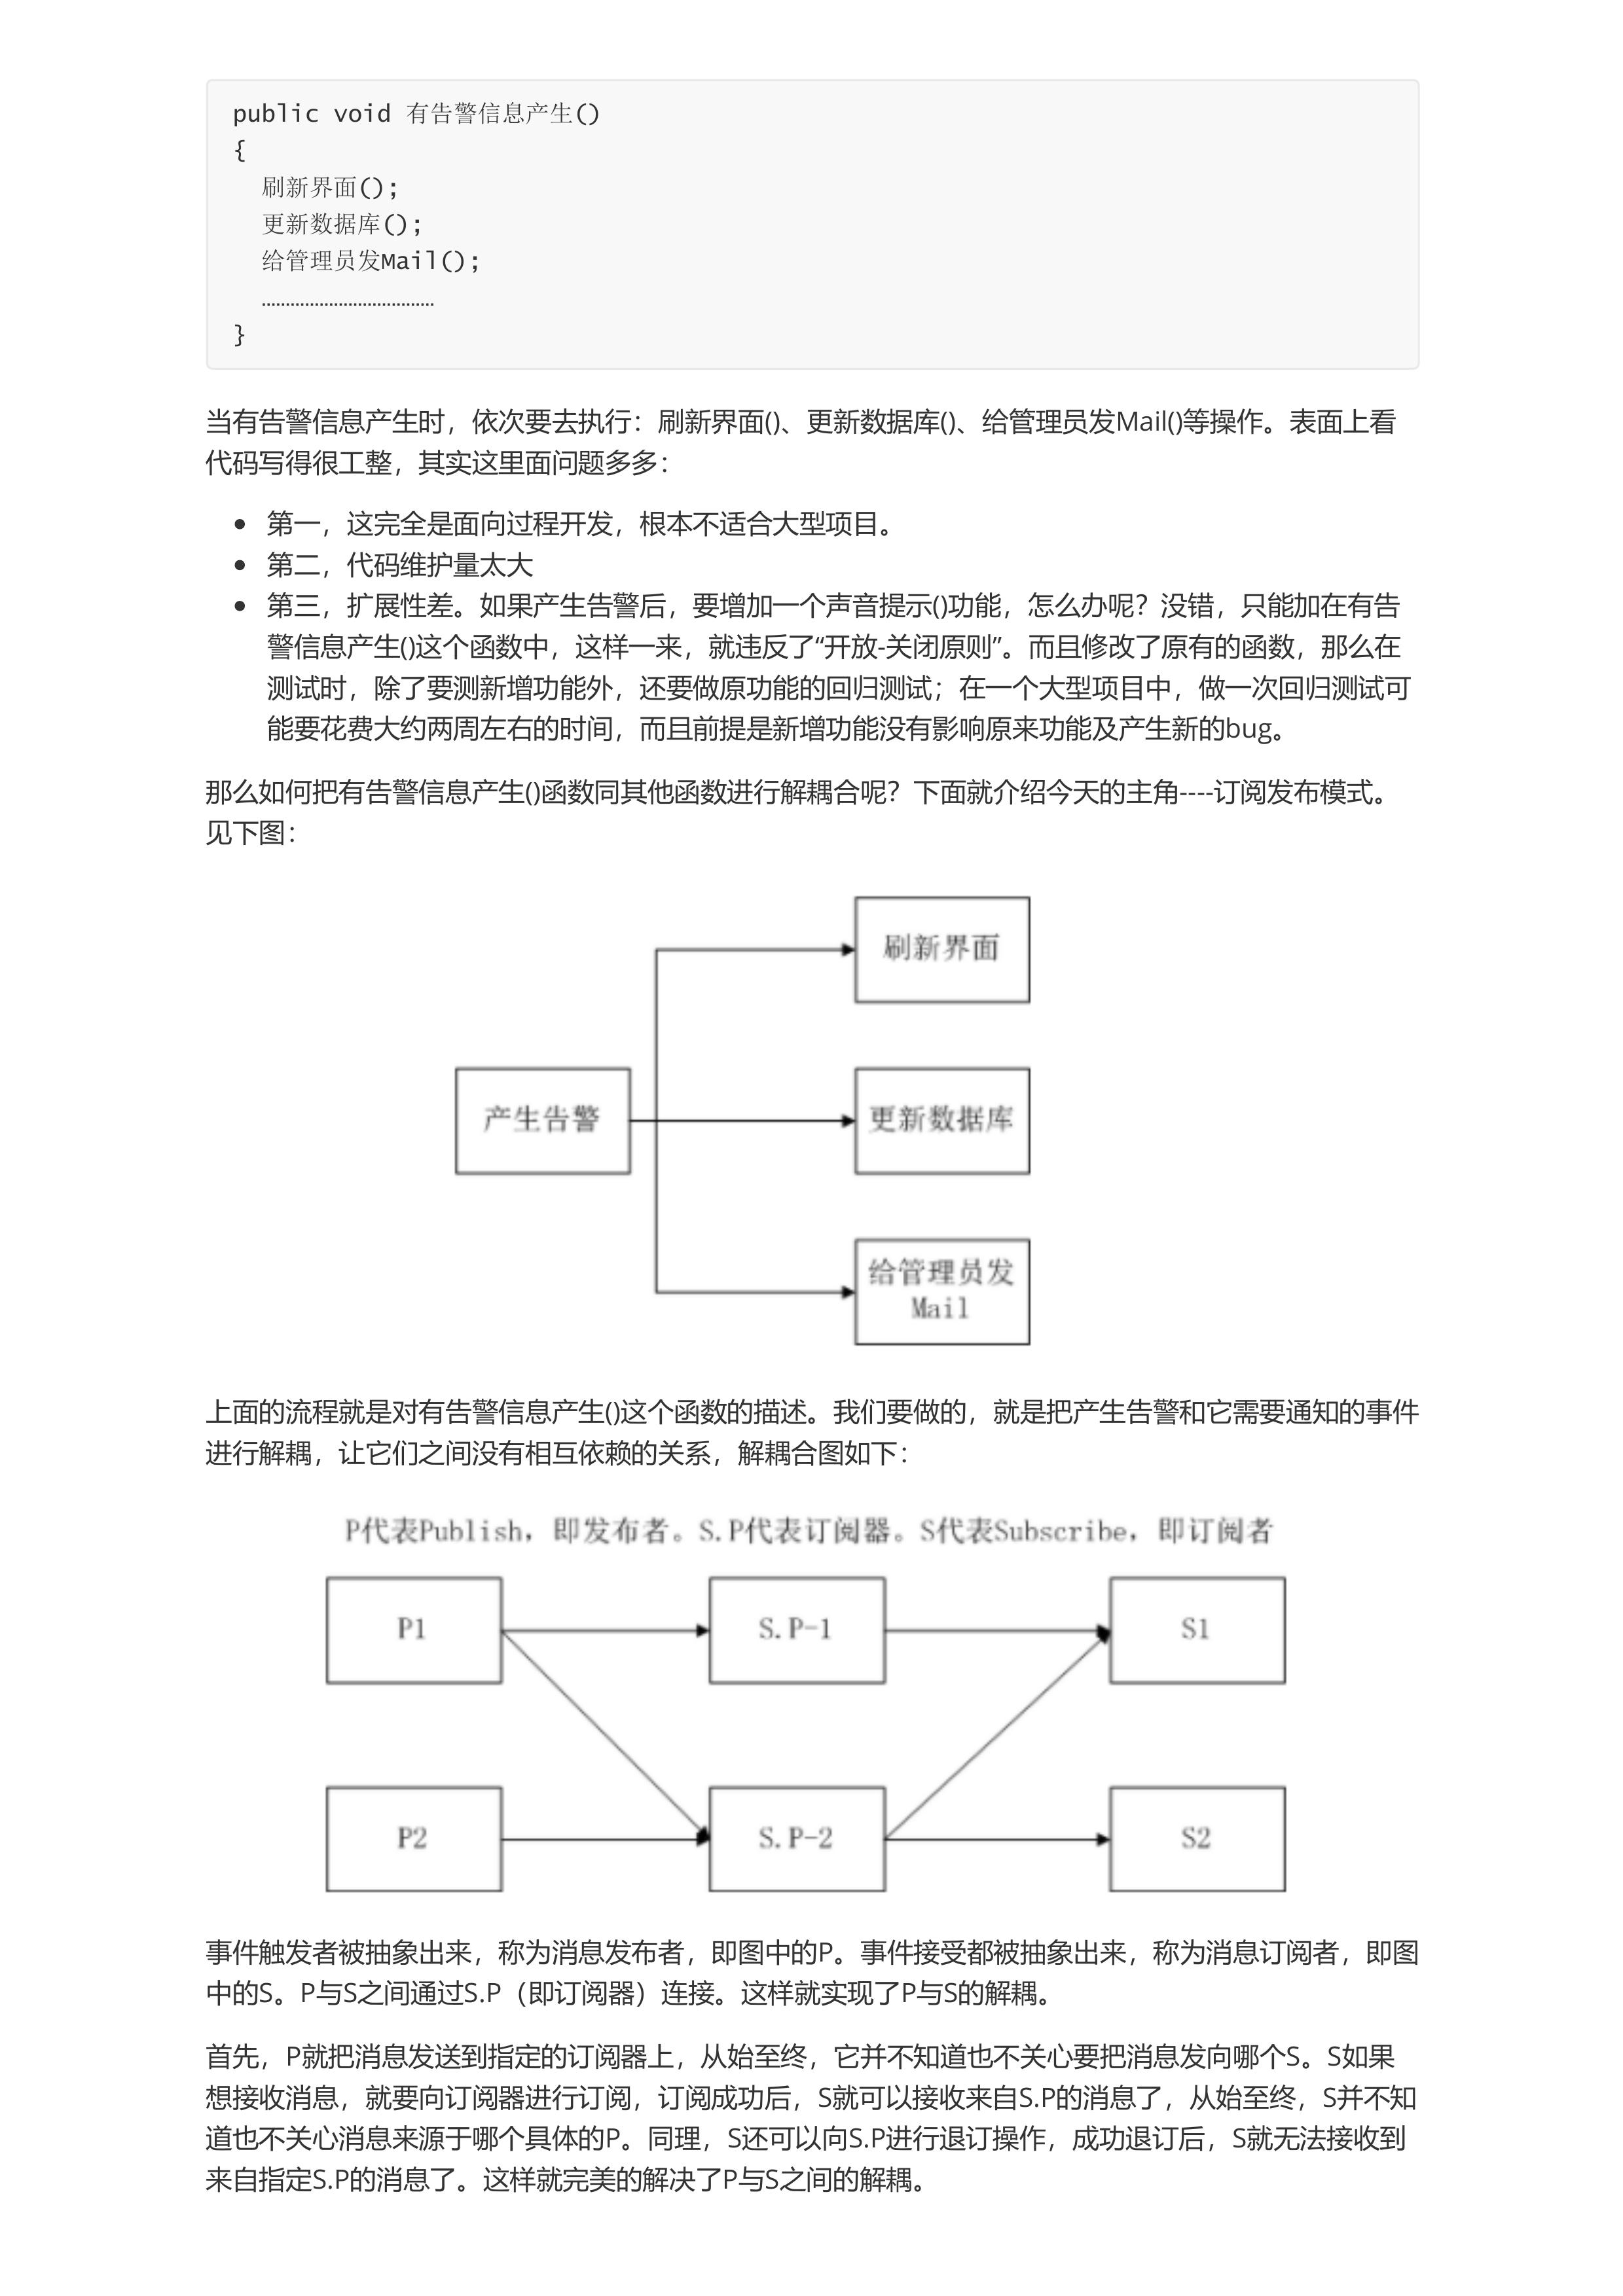 public void 有告警信息产生()
{
刷新界面();
更新数据库();
给管理员发Mail();
....................................
}
当有告警信息产生时，依次要去执行：刷新界面()、更新数据库()、给管理员发Mail()等操作。表面上看
代码写得很工整，其实这里面问题多多：
• 第一，这完全是面向过程开发，根本不适合大型项目。
• 第二，代码维护量太大
• 第三，扩展性差。如果产生告警后，要增加一个声音提示()功能，怎么办呢？没错，只能加在有告
警信息产生()这个函数中，这样一来，就违反了“开放-关闭原则”。而且修改了原有的函数，那么在
测试时，除了要测新增功能外，还要做原功能的回归测试；在一个大型项目中，做一次回归测试可
能要花费大约两周左右的时间，而且前提是新增功能没有影响原来功能及产生新的bug。
那么如何把有告警信息产生()函数同其他函数进行解耦合呢？下面就介绍今天的主角----订阅发布模式。
见下图：
刷新界面
产生告警
更新数据库
给管理员发
Mail
上面的流程就是对有告警信息产生()这个函数的描述。我们要做的，就是把产生告警和它需要通知的事件
进行解耦，让它们之间没有相互依赖的关系，解耦合图如下：
P代表Publish，即发布者。S.P代表订阅器。S代表Subscribe，即订阅者
P1
S.P-1
S1
P2
S.P-2
S2
事件触发者被抽象出来，称为消息发布者，即图中的P。事件接受都被抽象出来，称为消息订阅者，即图
中的S。P与S之间通过S.P（即订阅器）连接。这样就实现了P与S的解耦。
首先，P就把消息发送到指定的订阅器上，从始至终，它并不知道也不关心要把消息发向哪个S。S如果
想接收消息，就要向订阅器进行订阅，订阅成功后，S就可以接收来自S.P的消息了，从始至终，S并不知
道也不关心消息来源于哪个具体的P。同理，S还可以向S.P进行退订操作，成功退订后，S就无法接收到
来自指定S.P的消息了。这样就完美的解决了P与S之间的解耦。